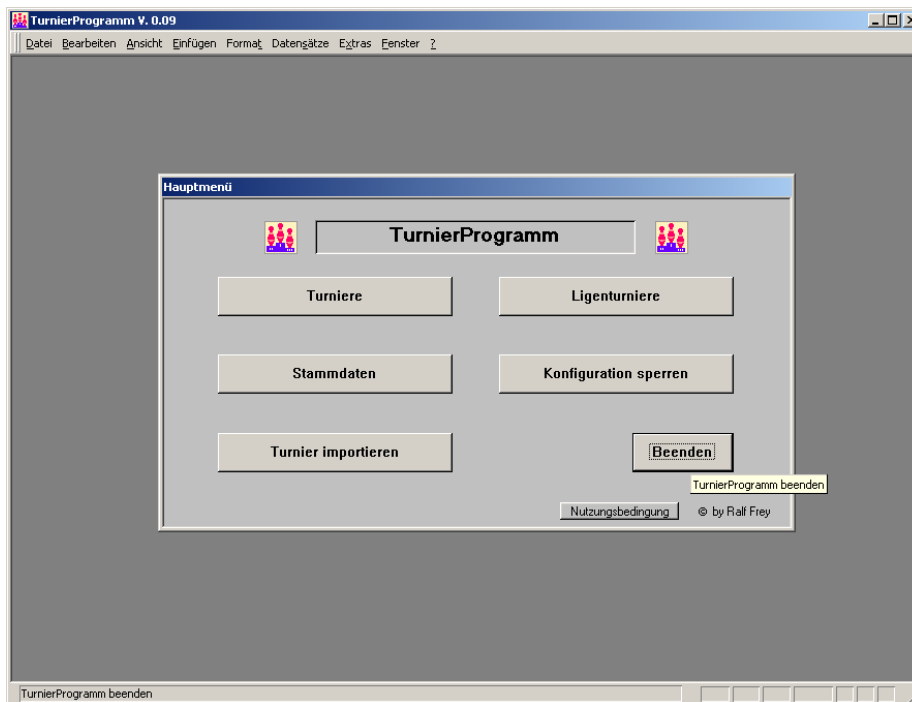 TurnierProgramm V. 0.09
Datei Bearbeiten Ansicht Einfügen Format Datensätze Extras Fenster ?
Hauptmenü
TurnierProgramm
Turniere Ligenturniere
Stammdaten Konfiguration sperren
Turnier importieren Beenden
TurnierProgramm beenden
Nutzungsbedingung © by Ralf Frey
TurnierProgramm beenden